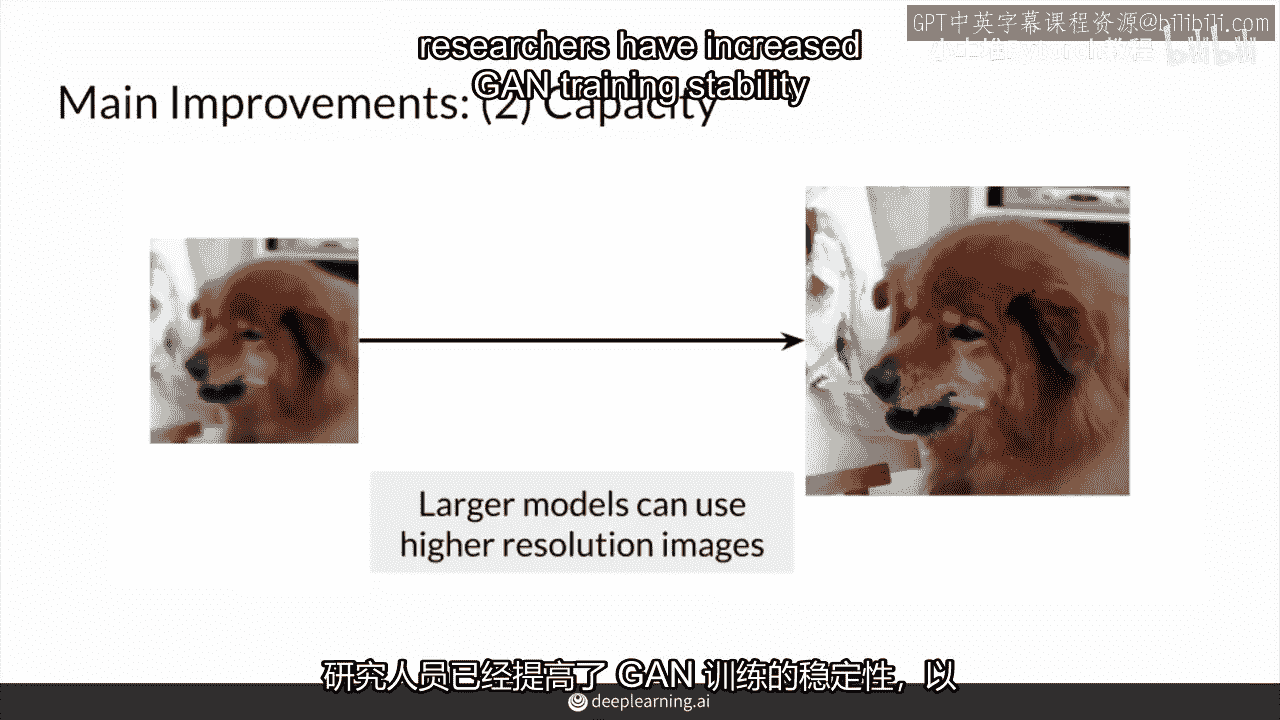 GPT中英字幕课程资源@bilibili.com
researchers have increased
GAN training stability
Main Improvements: (2) Capacity
Larger models can use
higher resolution images
研究人员已经提高了 GAN 训练的稳定性，以
deeplearning.ai